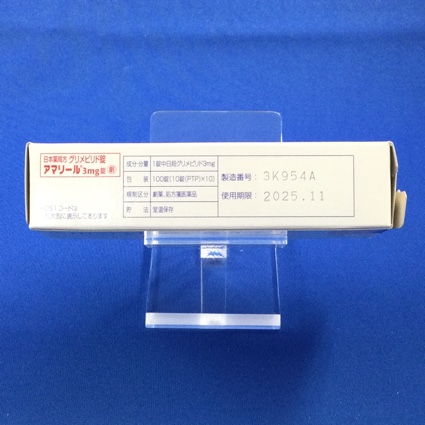 日本薬局方 グリメピリド錠
アマリール®3mg錠 劇
成分・分量 1錠中日局グリメピリド3mg
包 装 100錠[10錠(PTP)×10]
規制区分 劇薬、処方箋医薬品
貯 法 室温保存
製造番号: 3K954A
使用期限: 2025.11